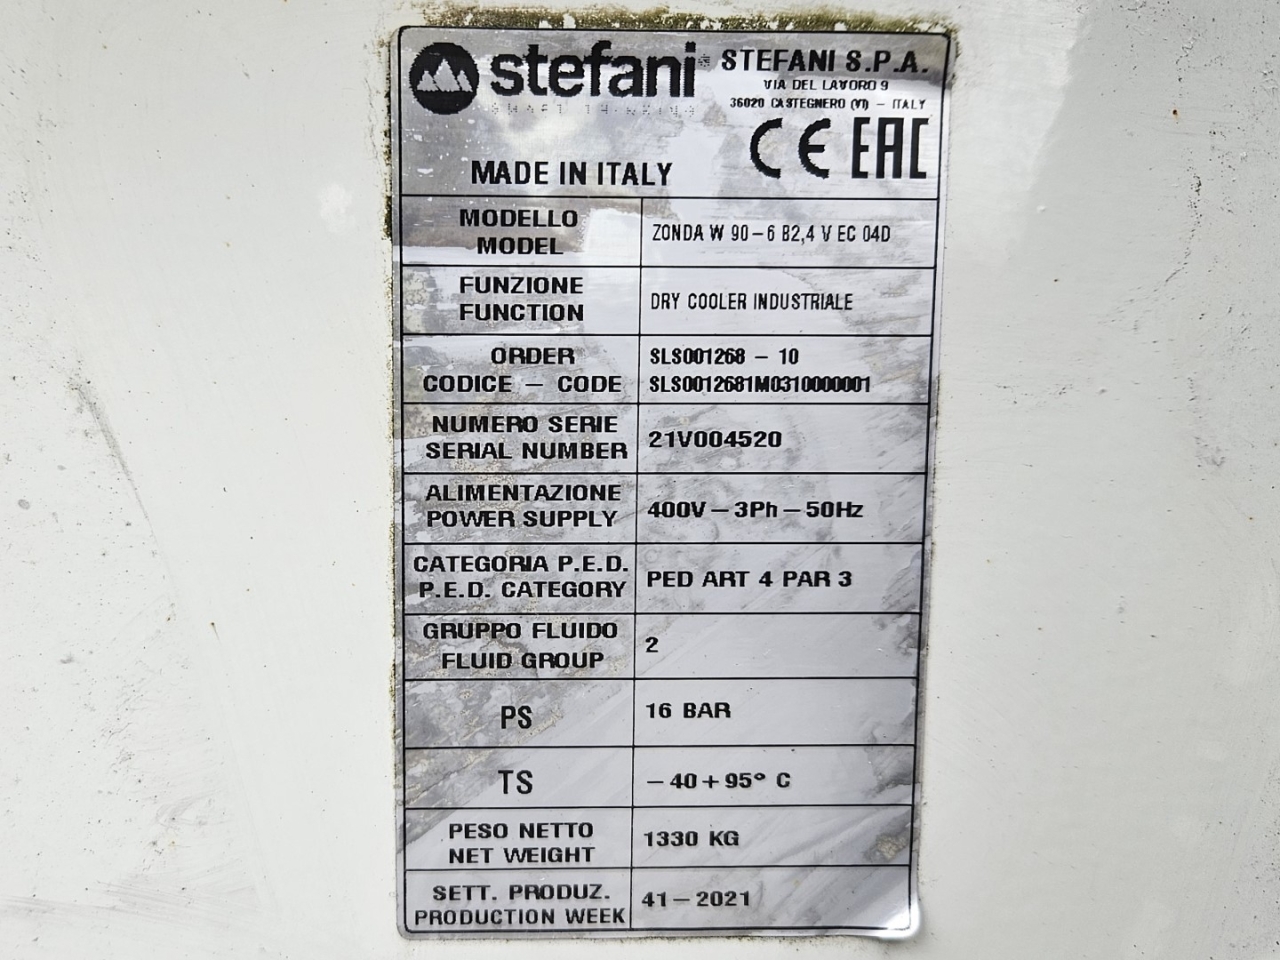 stefani
STEFANI S.P.A.
VIA DEL LAVORO 9
36020 CASTEGNERO (VI) – ITALY
CE EAC
MADE IN ITALY
MODELLO
MODEL
ZONDA W 90–6 B2,4 V EC 04D
FUNZIONE
FUNCTION
DRY COOLER INDUSTRIALE
ORDER
SLS001268 – 10
CODICE – CODE
SLS0012681M0310000001
NUMERO SERIE
SERIAL NUMBER
21V004520
ALIMENTAZIONE
POWER SUPPLY
400V – 3Ph – 50Hz
CATEGORIA P.E.D.
P.E.D. CATEGORY
PED ART 4 PAR 3
GRUPPO FLUIDO
FLUID GROUP
2
PS
16 BAR
TS
– 40 + 95° C
PESO NETTO
NET WEIGHT
1330 KG
SETT. PRODUZ.
PRODUCTION WEEK
41 – 2021